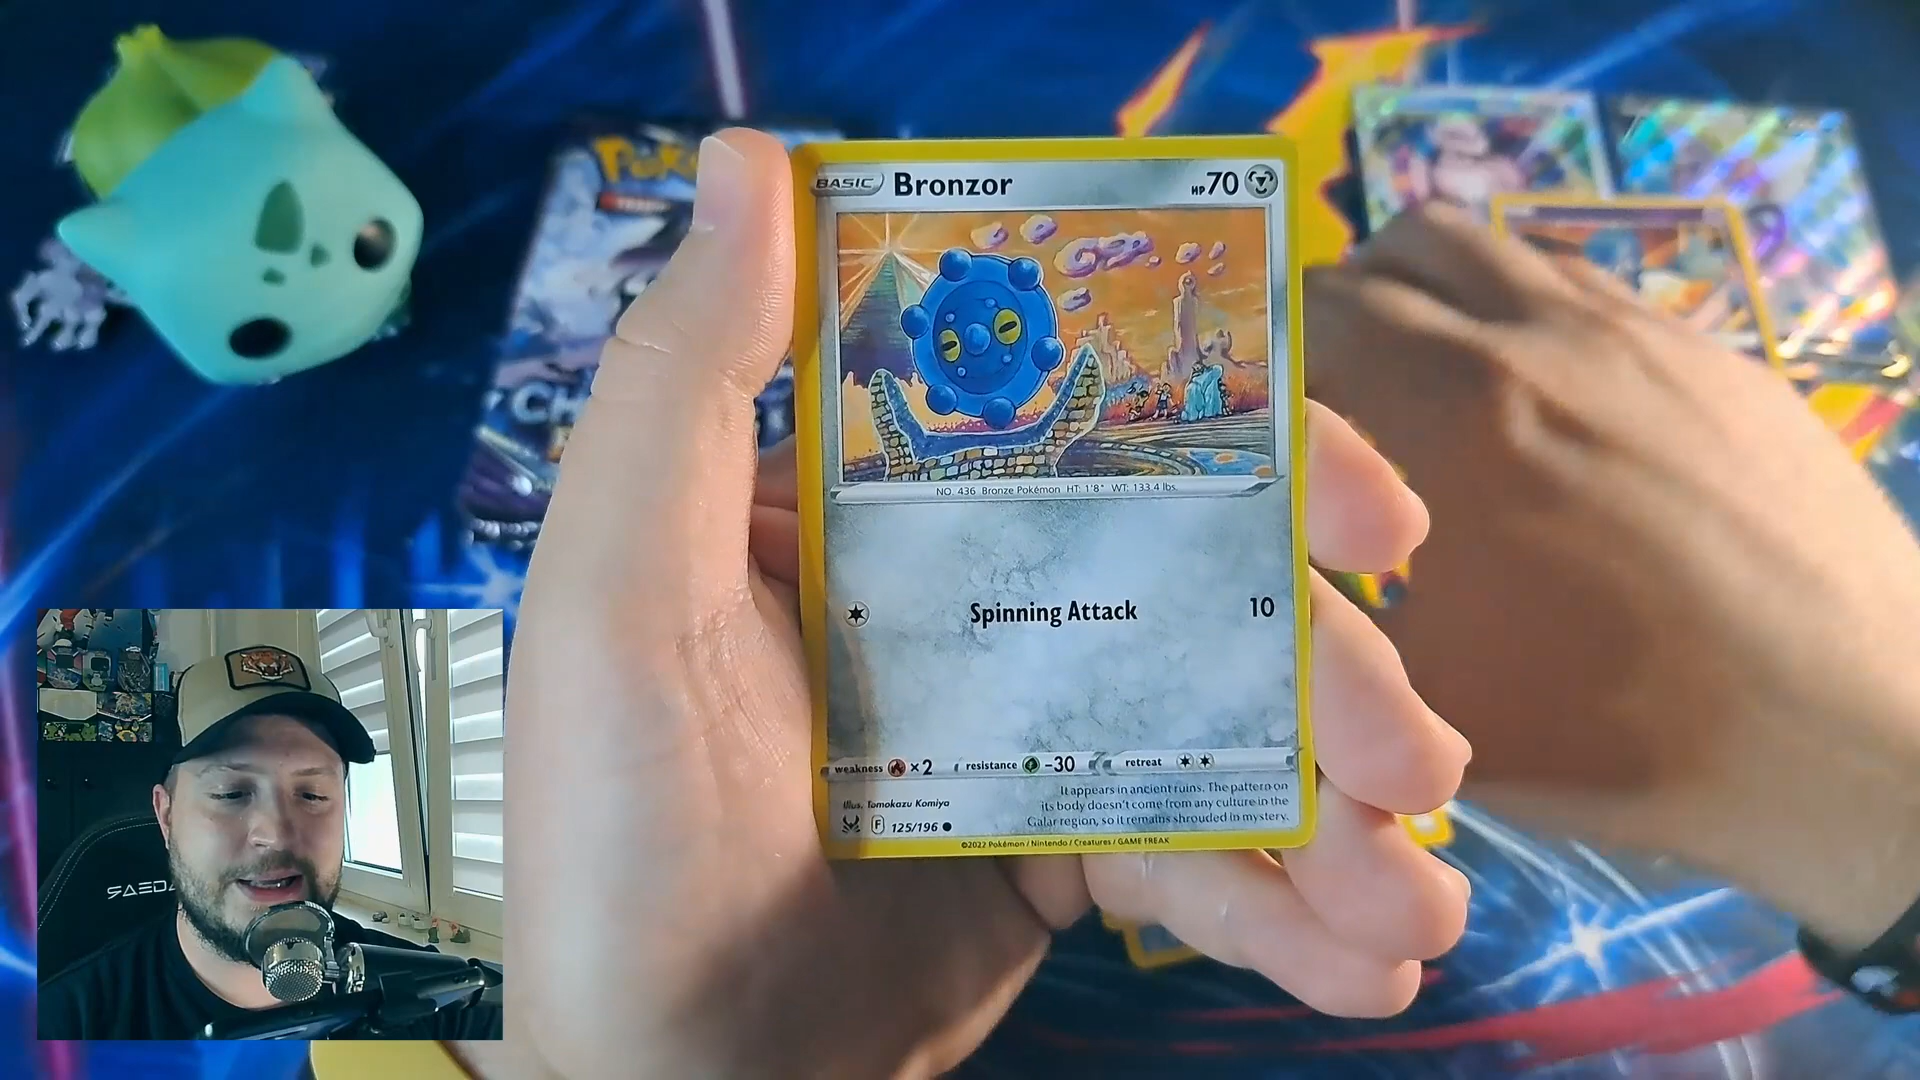 BASIC Bronzor HP 70
NO. 436 Bronze Pokémon HT: 1'8" WT: 133.4 lbs.
Spinning Attack 10
weakness ×2 resistance -30 retreat
It appears in ancient ruins. The pattern on
its body doesn't come from any culture in the
Galar region, so it remains shrouded in mystery.
Illus. Tomokazu Komiya
F 125/196
©2022 Pokémon / Nintendo / Creatures / GAME FREAK